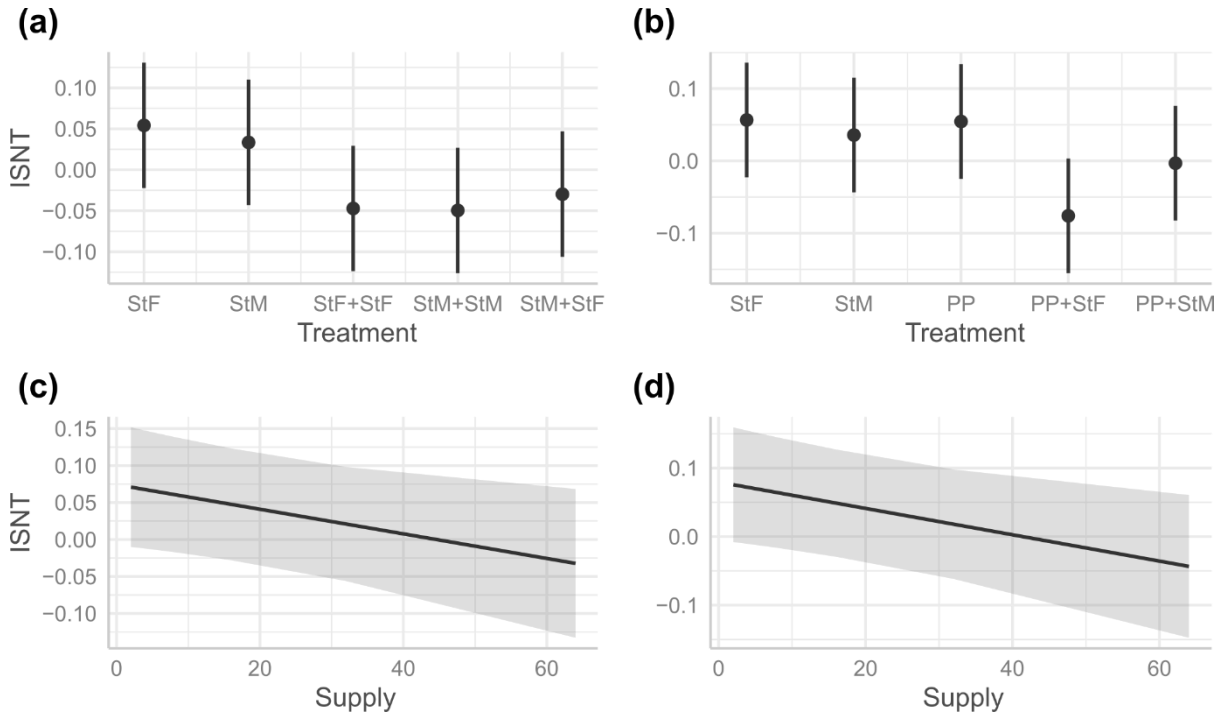 (a)
ISNT
0.10
0.05
0.00
−0.05
−0.10
StF StM StF+StF StM+StM StM+StF
Treatment
(b)
0.1
0.0
−0.1
StF StM PP PP+StF PP+StM
Treatment
(c)
ISNT
0.15
0.10
0.05
0.00
−0.05
−0.10
0 20 40 60
Supply
(d)
0.1
0.0
−0.1
0 20 40 60
Supply